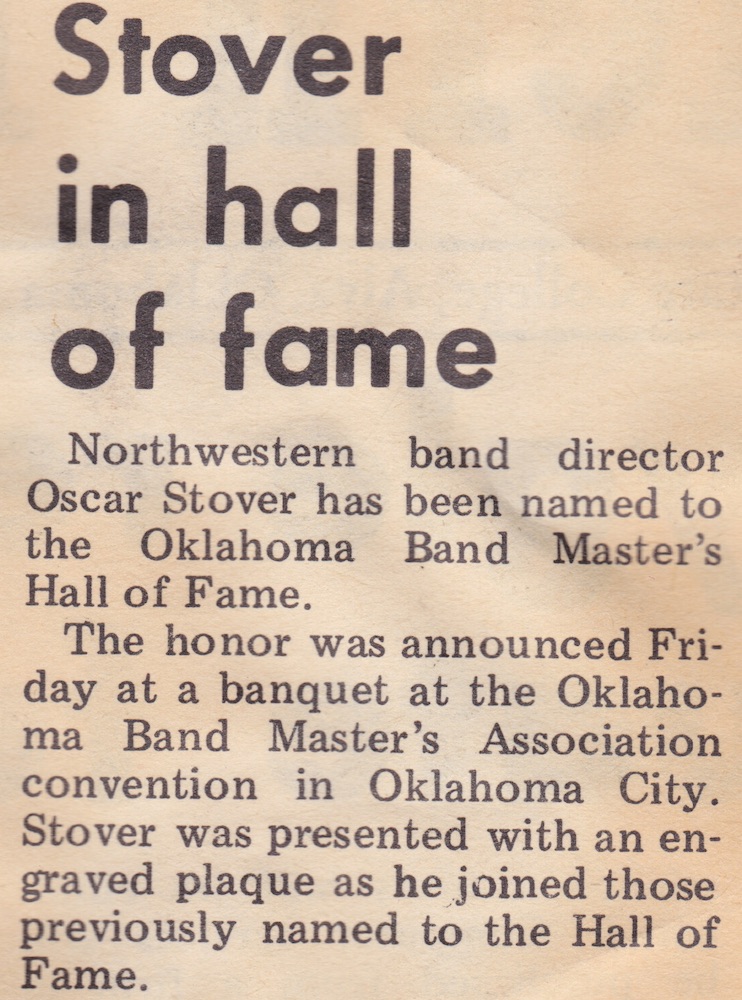 Stover
in hall
of fame
Northwestern band director
Oscar Stover has been named to
the Oklahoma Band Master's
Hall of Fame.
The honor was announced Fri-
day at a banquet at the Oklaho-
ma Band Master's Association
convention in Oklahoma City.
Stover was presented with an en-
graved plaque as he joined those
previously named to the Hall of
Fame.